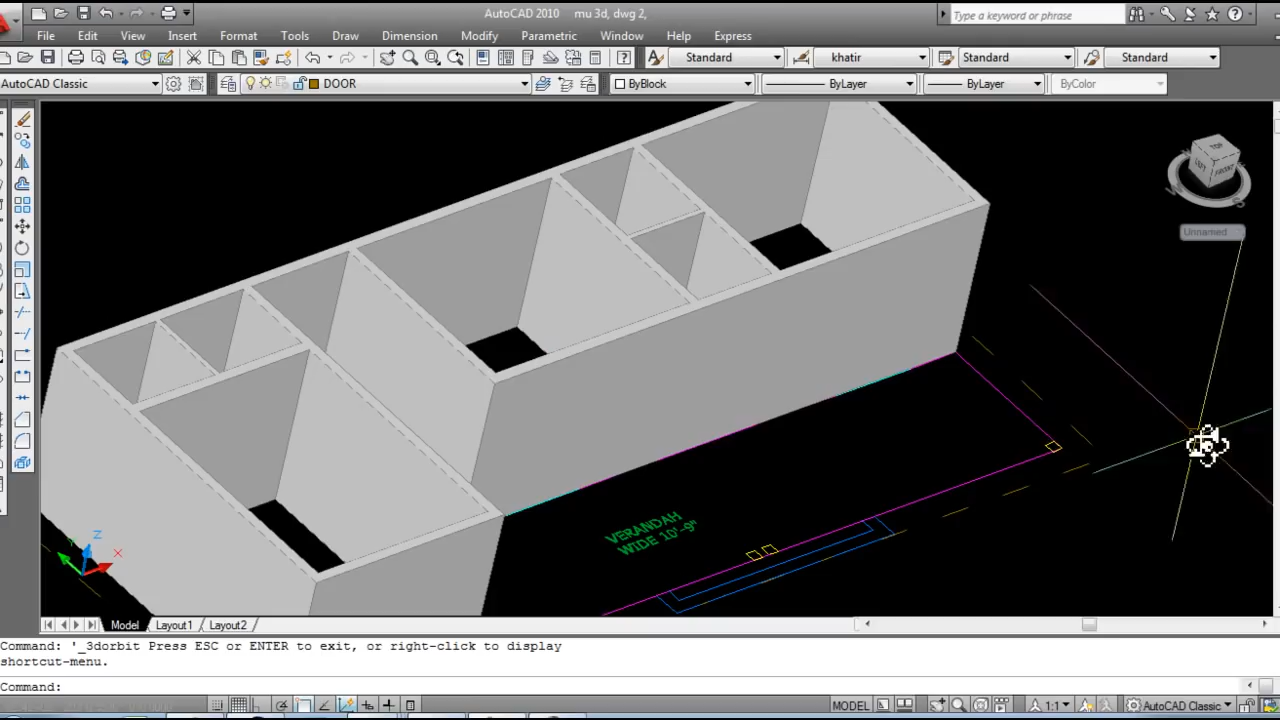 AutoCAD 2010 mu 3d, dwg 2,
Type a keyword or phrase
File Edit View Insert Format Tools Draw Dimension Modify Parametric Window Help Express
Standard khatir Standard Standard
AutoCAD Classic DOOR ByBlock ByLayer ByLayer ByColor
TOP
LEFT FRONT
Unnamed
VERANDAH
WIDE 10'-9"
Z
X
Model Layout1 Layout2
Command: '_3dorbit Press ESC or ENTER to exit, or right-click to display
shortcut-menu.
Command:
MODEL 1:1 AutoCAD Classic